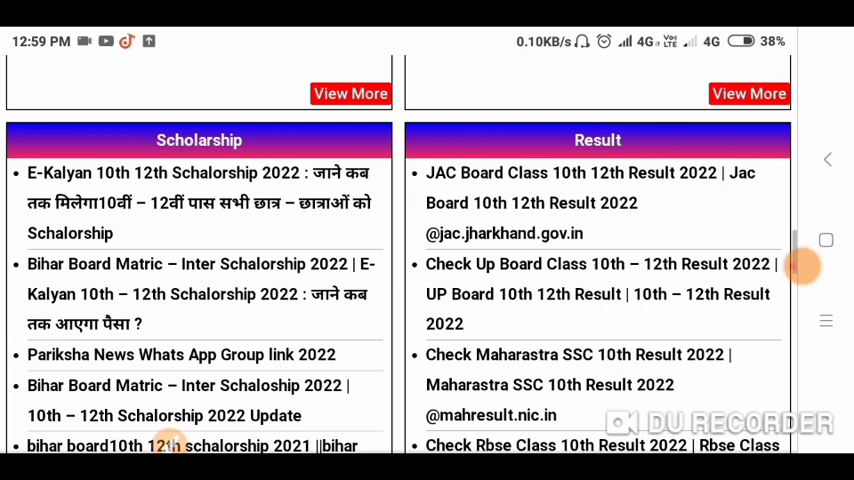 12:59 PM 0.10KB/s 4G Vo) LTE 4G 38%
View More
View More
Scholarship
E-Kalyan 10th 12th Schalorship 2022 : जाने कब
तक मिलेगा10वीं – 12वीं पास सभी छात्र – छात्राओं को
Schalorship
Bihar Board Matric – Inter Schalorship 2022 | E-
Kalyan 10th – 12th Schalorship 2022 : जाने कब
तक आएगा पैसा ?
Pariksha News Whats App Group link 2022
Bihar Board Matric – Inter Schaloship 2022 |
10th – 12th Schalorship 2022 Update
bihar board10th 12th schalorship 2021 ||bihar
Result
JAC Board Class 10th 12th Result 2022 | Jac
Board 10th 12th Result 2022
@jac.jharkhand.gov.in
Check Up Board Class 10th – 12th Result 2022 |
UP Board 10th 12th Result | 10th – 12th Result
2022
Check Maharastra SSC 10th Result 2022 |
Maharastra SSC 10th Result 2022
@mahresult.nic.in
Check Rbse Class 10th Result 2022 | Rbse Class
DU RECORDER